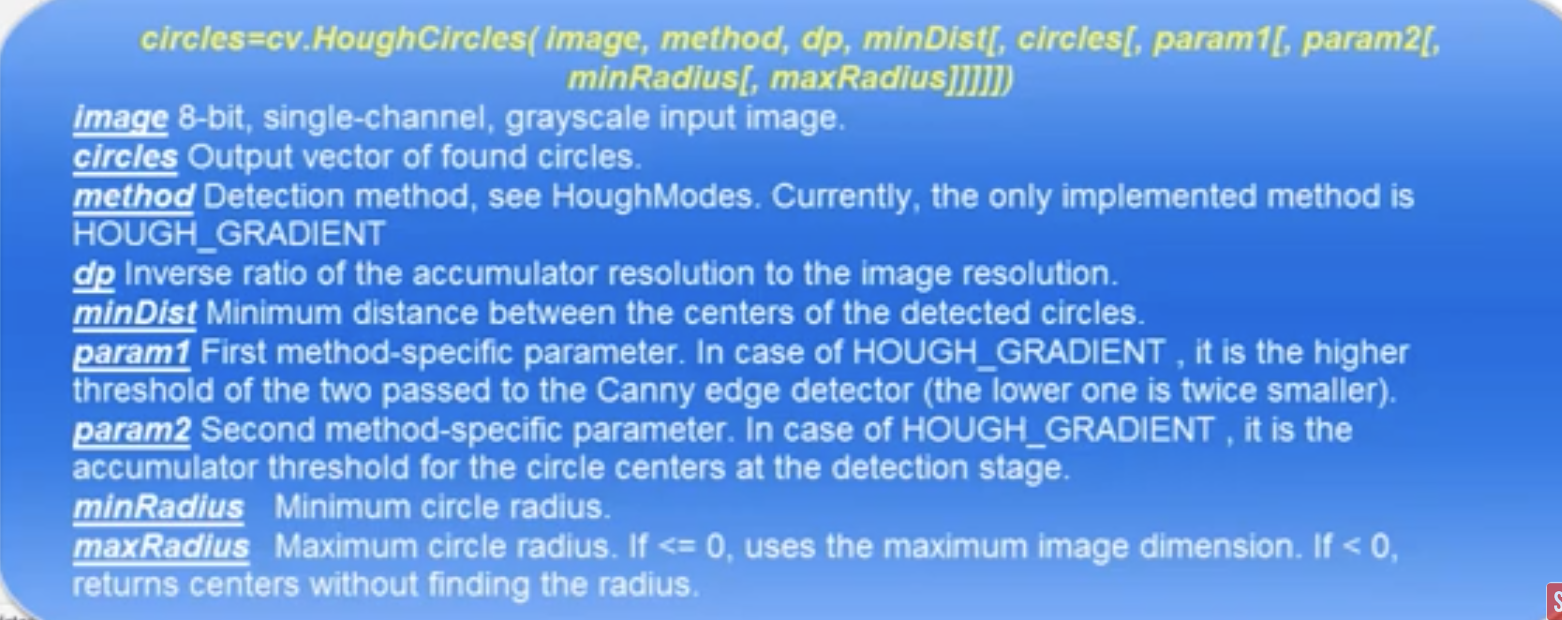 circles=cv.HoughCircles( image, method, dp, minDist[, circles[, param1[, param2[,
minRadius[, maxRadius]]]]]])
image 8-bit, single-channel, grayscale input image.
circles Output vector of found circles.
method Detection method, see HoughModes. Currently, the only implemented method is
HOUGH_GRADIENT
dp Inverse ratio of the accumulator resolution to the image resolution.
minDist Minimum distance between the centers of the detected circles.
param1 First method-specific parameter. In case of HOUGH_GRADIENT , it is the higher
threshold of the two passed to the Canny edge detector (the lower one is twice smaller).
param2 Second method-specific parameter. In case of HOUGH_GRADIENT , it is the
accumulator threshold for the circle centers at the detection stage.
minRadius Minimum circle radius.
maxRadius Maximum circle radius. If <= 0, uses the maximum image dimension. If < 0,
returns centers without finding the radius.